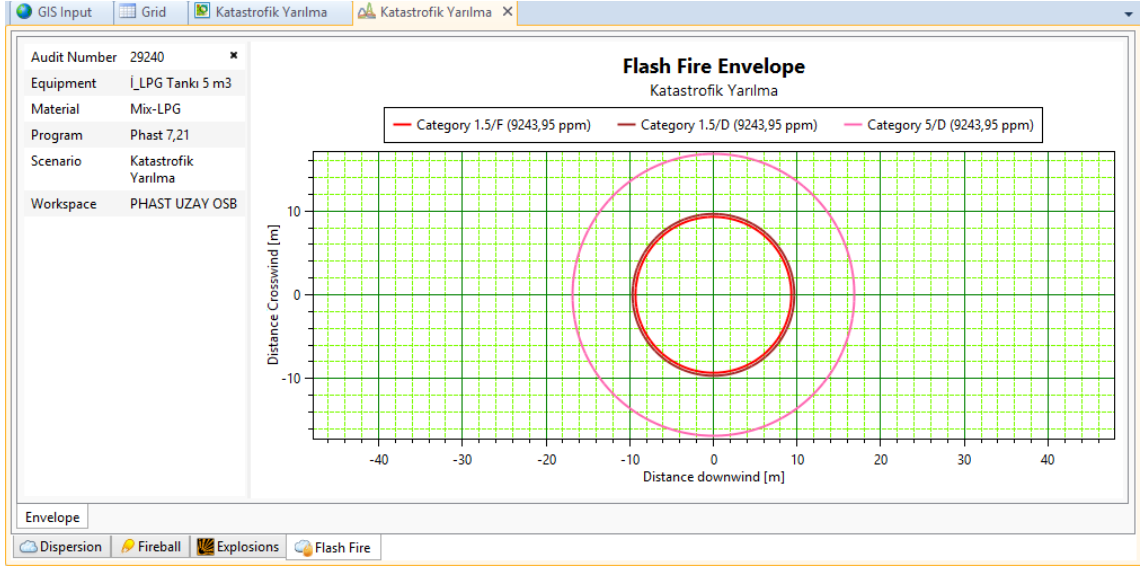 GIS Input
Grid
Katastrofik Yarılma
Katastrofik Yarılma
Audit Number 29240
Equipment İ_LPG Tankı 5 m3
Material Mix-LPG
Program Phast 7,21
Scenario Katastrofik
Yarılma
Workspace PHAST UZAY OSB
Flash Fire Envelope
Katastrofik Yarılma
Category 1.5/F (9243,95 ppm) Category 1.5/D (9243,95 ppm) Category 5/D (9243,95 ppm)
Distance Crosswind [m]
10
0
-10
-40 -30 -20 -10 0 10 20 30 40
Distance downwind [m]
Envelope
Dispersion Fireball Explosions Flash Fire